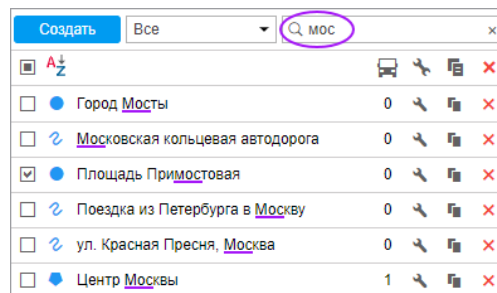 Создать Все мос
A Z
Город Мосты 0
Московская кольцевая автодорога 0
Площадь Примостовая 0
Поездка из Петербурга в Москву 0
ул. Красная Пресня, Москва 0
Центр Москвы 1